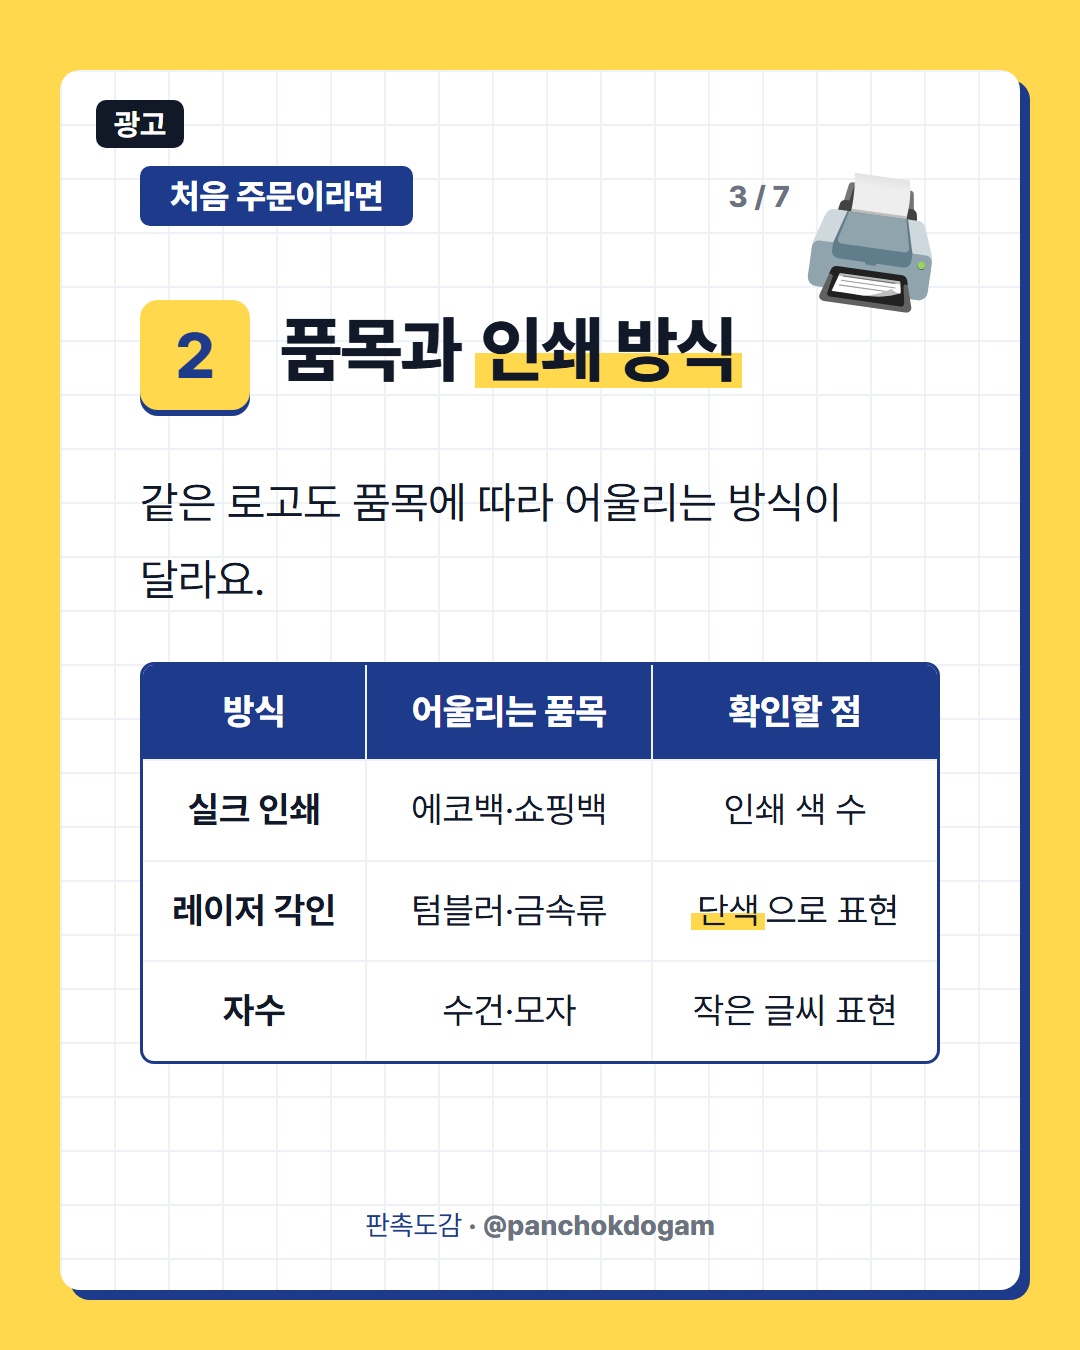 광고
처음 주문이라면
3 / 7
2
품목과 인쇄 방식
같은 로고도 품목에 따라 어울리는 방식이
달라요.
방식 어울리는 품목 확인할 점
실크 인쇄 에코백·쇼핑백 인쇄 색 수
레이저 각인 텀블러·금속류 단색으로 표현
자수 수건·모자 작은 글씨 표현
판촉도감 · @panchokdogam